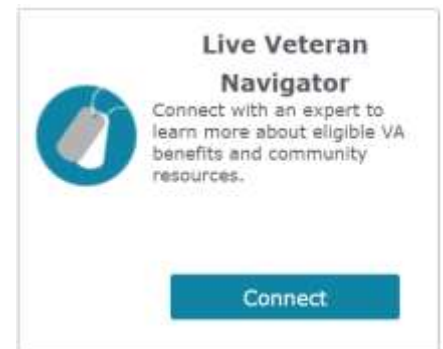 Live Veteran
Navigator
Connect with an expert to
learn more about eligible VA
benefits and community
resources.
Connect